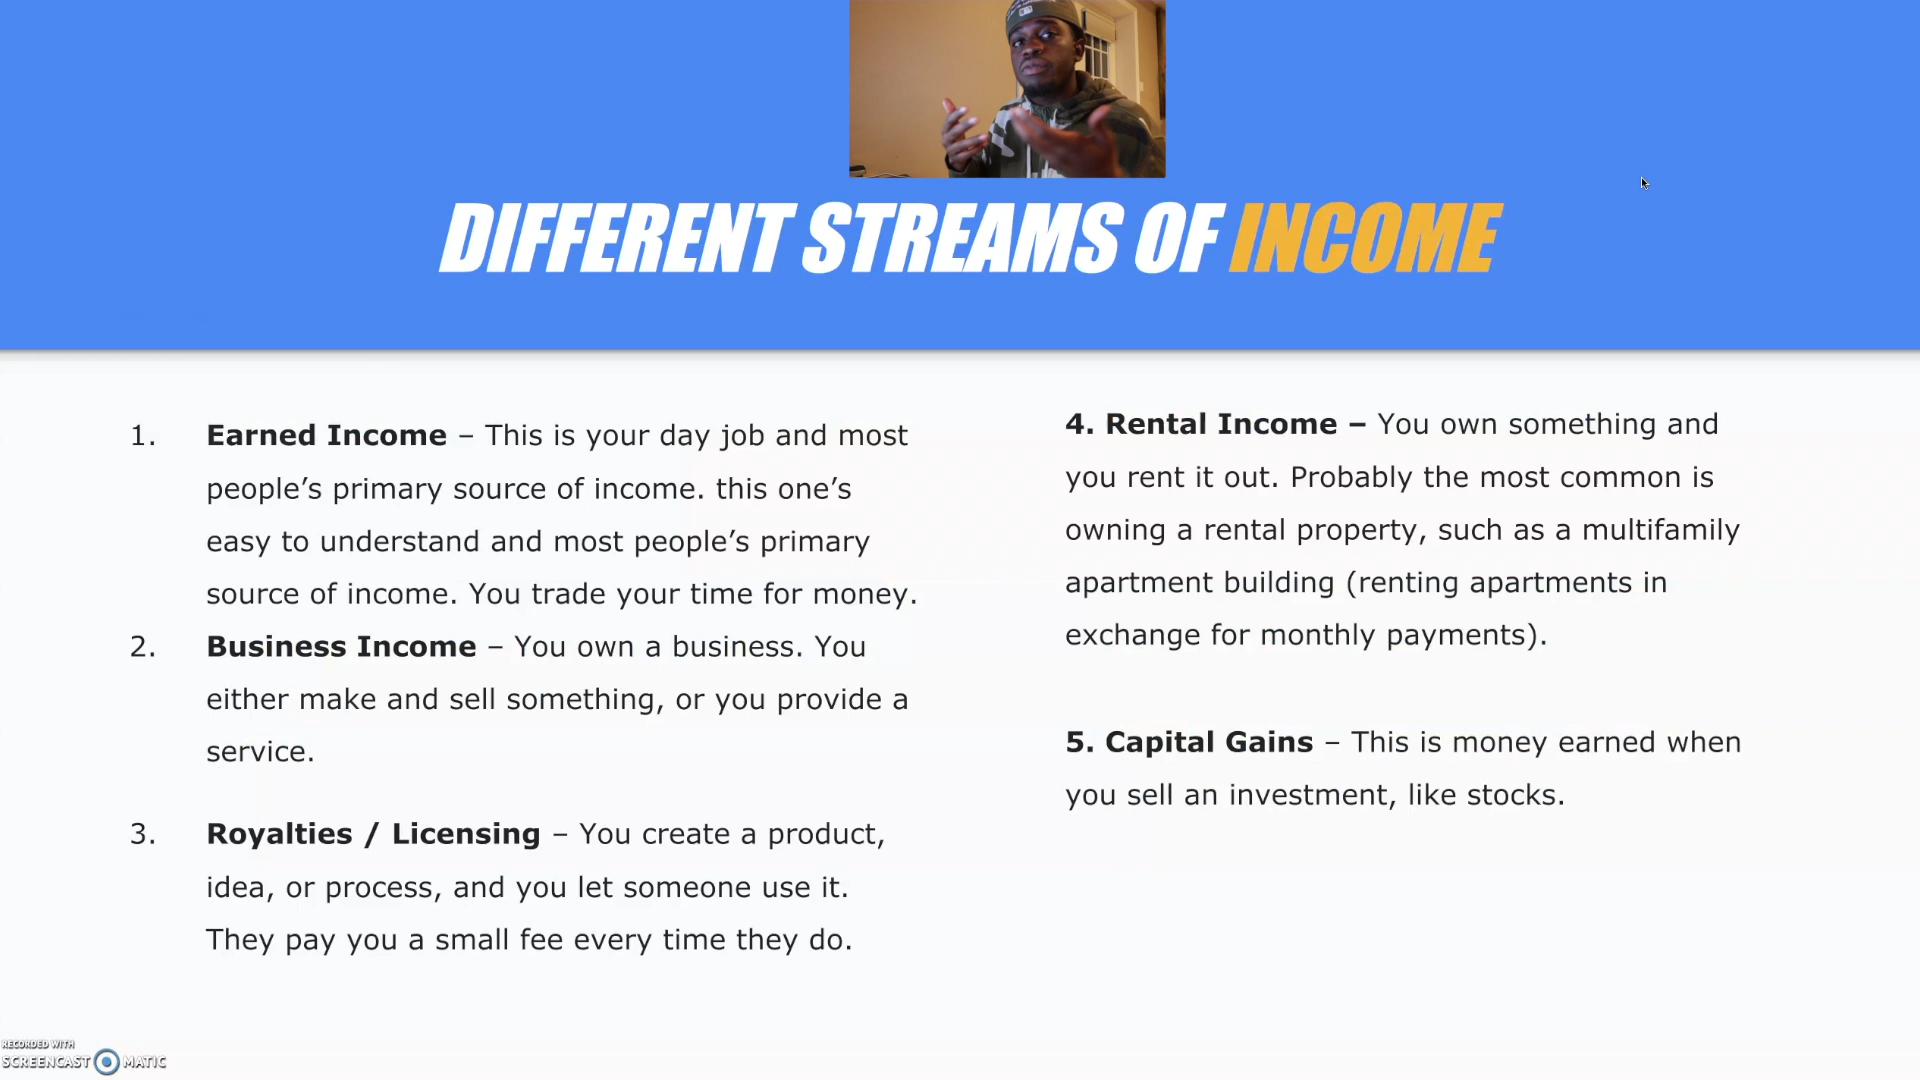 DIFFERENT STREAMS OF INCOME
1. Earned Income – This is your day job and most
people’s primary source of income. this one’s
easy to understand and most people’s primary
source of income. You trade your time for money.
2. Business Income – You own a business. You
either make and sell something, or you provide a
service.
3. Royalties / Licensing – You create a product,
idea, or process, and you let someone use it.
They pay you a small fee every time they do.
4. Rental Income – You own something and
you rent it out. Probably the most common is
owning a rental property, such as a multifamily
apartment building (renting apartments in
exchange for monthly payments).
5. Capital Gains – This is money earned when
you sell an investment, like stocks.
RECORDED WITH
SCREENCAST MATIC